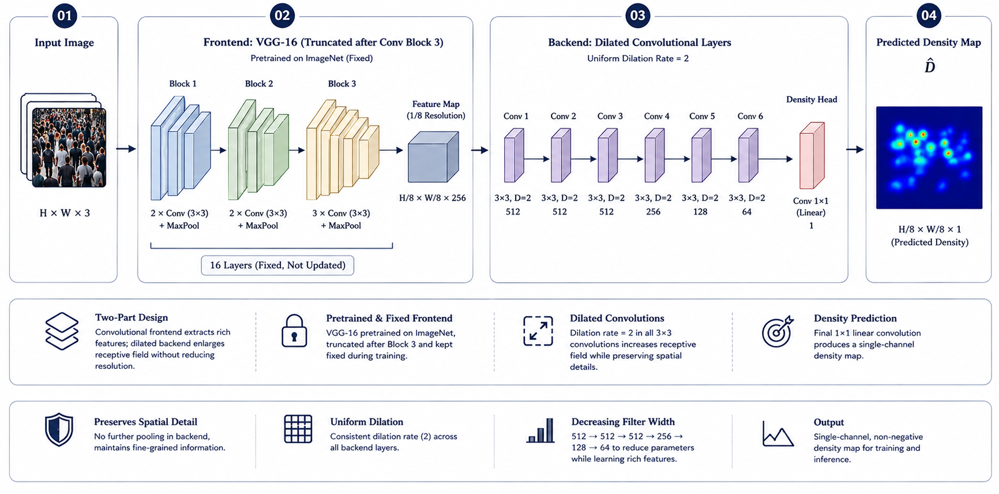 01
Input Image
H × W × 3
02
Frontend: VGG-16 (Truncated after Conv Block 3)
Pretrained on ImageNet (Fixed)
Block 1
Block 2
Block 3
Feature Map
(1/8 Resolution)
H/8 × W/8 × 256
2 × Conv (3×3)
+ MaxPool
2 × Conv (3×3)
+ MaxPool
3 × Conv (3×3)
+ MaxPool
16 Layers (Fixed, Not Updated)
03
Backend: Dilated Convolutional Layers
Uniform Dilation Rate = 2
Conv 1
Conv 2
Conv 3
Conv 4
Conv 5
Conv 6
Density Head
3×3, D=2
512
3×3, D=2
512
3×3, D=2
512
3×3, D=2
256
3×3, D=2
128
3×3, D=2
64
Conv 1×1
(Linear)
1
04
Predicted Density Map
D̂
H/8 × W/8 × 1
(Predicted Density)
Two-Part Design
Convolutional frontend extracts rich
features; dilated backend enlarges
receptive field without reducing
resolution.
Pretrained & Fixed Frontend
VGG-16 pretrained on ImageNet,
truncated after Block 3 and kept
fixed during training.
Dilated Convolutions
Dilation rate = 2 in all 3×3
convolutions increases receptive
field while preserving spatial
details.
Density Prediction
Final 1×1 linear convolution
produces a single-channel
density map.
Preserves Spatial Detail
No further pooling in backend,
maintains fine-grained information.
Uniform Dilation
Consistent dilation rate (2) across
all backend layers.
Decreasing Filter Width
512 → 512 → 512 → 256 →
128 → 64 to reduce parameters
while learning rich features.
Output
Single-channel, non-negative
density map for training and
inference.